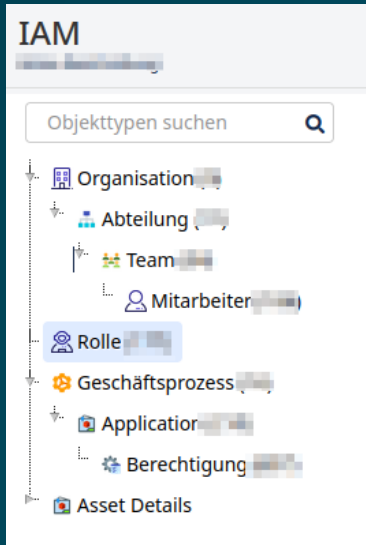 IAM
Objekttypen suchen
Organisation
Abteilung (
Team
Mitarbeiter )
Rolle
Geschäftsprozess (
Application
Berechtigung
Asset Details